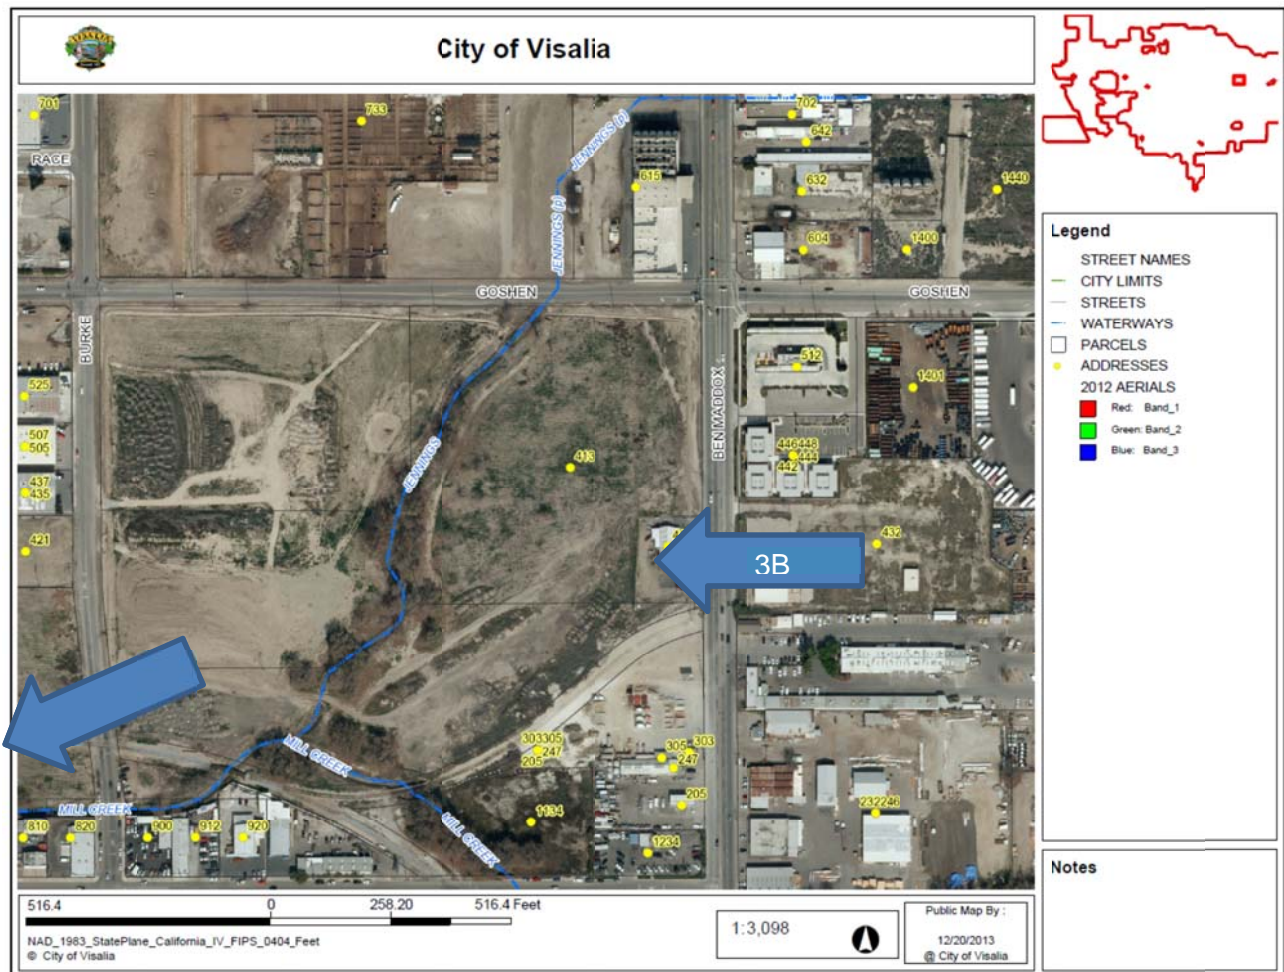 City of Visalia
701
733
702
642
RACE
JENNINGS (p)
615
632
1440
JENNINGS (p)
604
1400
GOSHEN
GOSHEN
BURKE
BEN MADDOX
512
525
1401
507
505
446448
444
442
JENNINGS
413
437
435
421
432
3B
303305
247
205
305
303
247
MILL CREEK
205
MILL CREEK
810
820
900
912
920
1134
MILL CREEK
1234
232246
Legend
STREET NAMES
CITY LIMITS
STREETS
WATERWAYS
PARCELS
ADDRESSES
2012 AERIALS
Red: Band_1
Green: Band_2
Blue: Band_3
Notes
516.4 0 258.20 516.4 Feet
NAD_1983_StatePlane_California_IV_FIPS_0404_Feet
© City of Visalia
1:3,098
Public Map By :
12/20/2013
@ City of Visalia